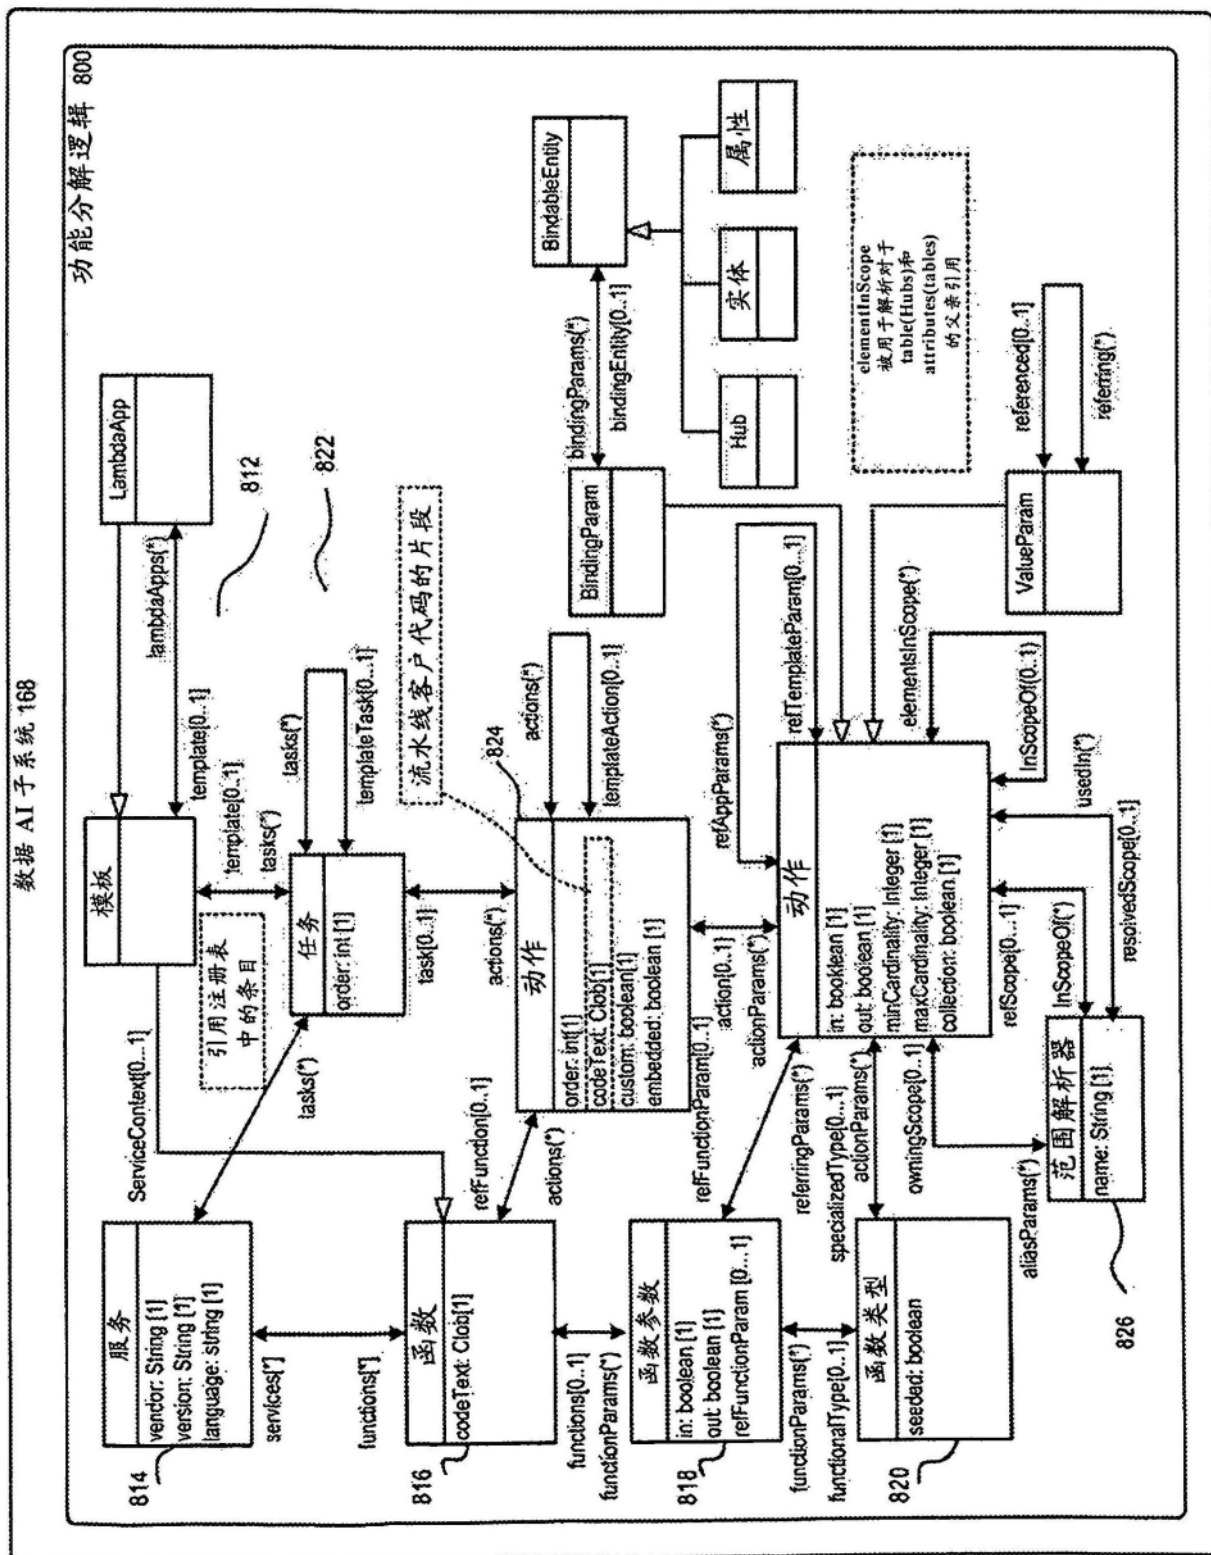 数据 AI 子系统 168
功能分解逻辑 800
服务
vendor: String [1]
version: String [1]
language: string [1]
814
services[*]
functions[*]
函数
codeText: Clob[1]
816
functions[0..1]
functionParams(*)
函数参数
in: boolean [1]
out: boolean [1]
refFunctionParam [0...1]
818
functionParams(*)
functionalType[0..1]
函数类型
seeded: boolean
820
ServiceContext[0...1]
tasks(*)
refFunction[0..1]
actions(*)
refFunctionParam[0..1]
referringParams(*)
specializedType[0..1]
actionParams(*)
owningScope[0..1]
aliasParams(*)
范围解析器
name: String [1]
826
模板
引用注册表
中的条目
template[0..1]
tasks(*)
任务
order: int [1]
task[0..1]
actions(*)
动作
order: int[1]
codeText: Clob[1]
custom: boolean[1]
embedded: boolean [1]
824
action[0..1]
actionParams(*)
动作
in: booklean [1]
out: boolean [1]
minCardinality: Integer [1]
maxCardinality: Integer [1]
collection: boolean [1]
refScope[0...1]
InScopeOf(*)
usedIn(*)
resolvedScope[0..1]
LambdaApp
lambdaApps(*)
template[0..1]
812
822
tasks(*)
templateTask[0...1]
流水线客户代码的片段
actions(*)
templateAction[0..1]
refAppParams(*)
refTemplateParam[0...1]
elementsInScope(*)
InScopeOf(0..1)
BindingParam
bindingParams(*)
bindingEntity[0..1]
BindableEntity
Hub
实体
属性
elementInScope
被用于解析对于
table(Hubs)和
attributes(tables)
的父亲引用
ValueParam
referenced[0..1]
referring(*)